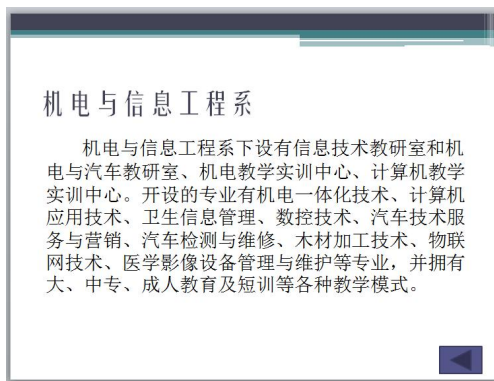 机电与信息工程系
机电与信息工程系下设有信息技术教研室和机
电与汽车教研室、机电教学实训中心、计算机教学
实训中心。开设的专业有机电一体化技术、计算机
应用技术、卫生信息管理、数控技术、汽车技术服
务与营销、汽车检测与维修、木材加工技术、物联
网技术、医学影像设备管理与维护等专业，并拥有
大、中专、成人教育及短训等各种教学模式。